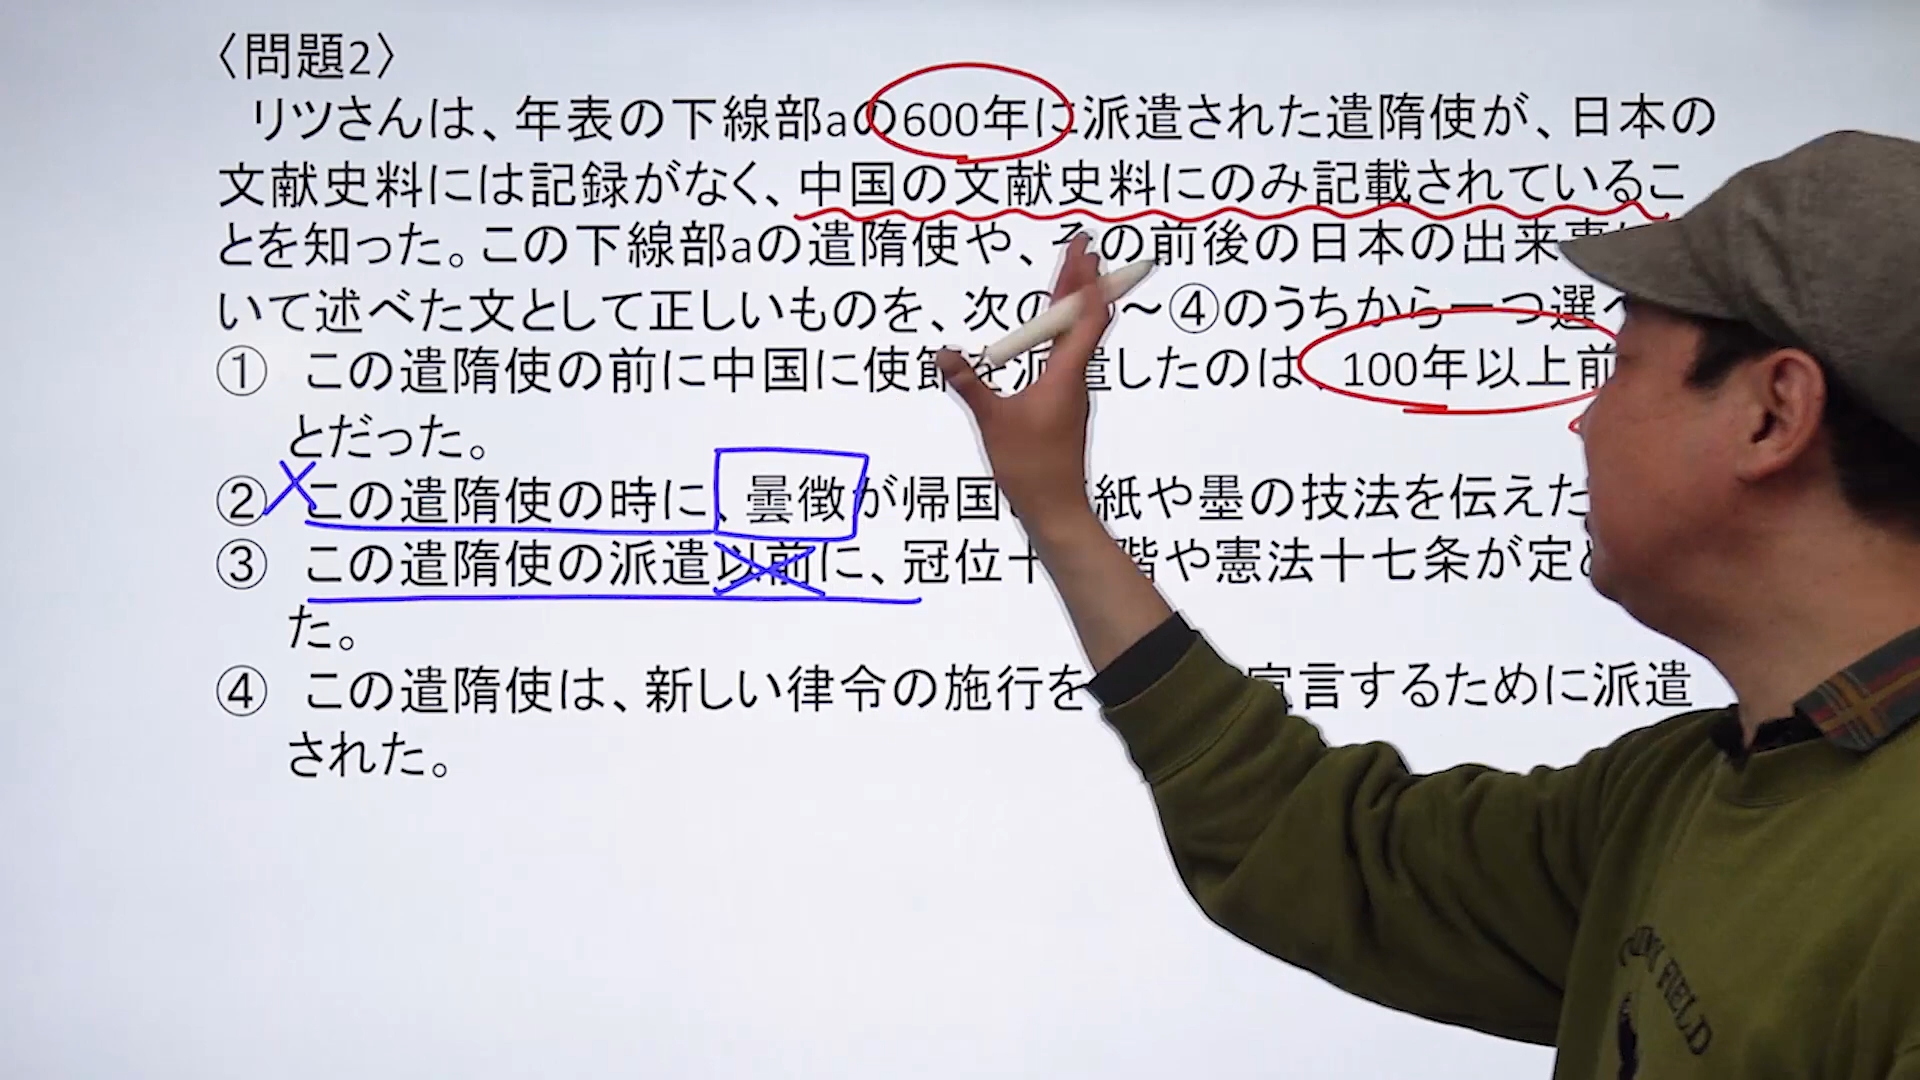 〈問題2〉
リツさんは、年表の下線部aの600年に派遣された遣隋使が、日本の
文献史料には記録がなく、中国の文献史料にのみ記載されているこ
とを知った。この下線部aの遣隋使や、その前後の日本の出来事
いて述べた文として正しいものを、次の ～④のうちから一つ選べ
① この遣隋使の前に中国に使節を派遣したのは、100年以上前
とだった。
② この遣隋使の時に、曇徴が帰国 紙や墨の技法を伝えた
③ この遣隋使の派遣以前に、冠位十 階や憲法十七条が定
た。
④ この遣隋使は、新しい律令の施行を 宣言するために派遣
された。
FIELD